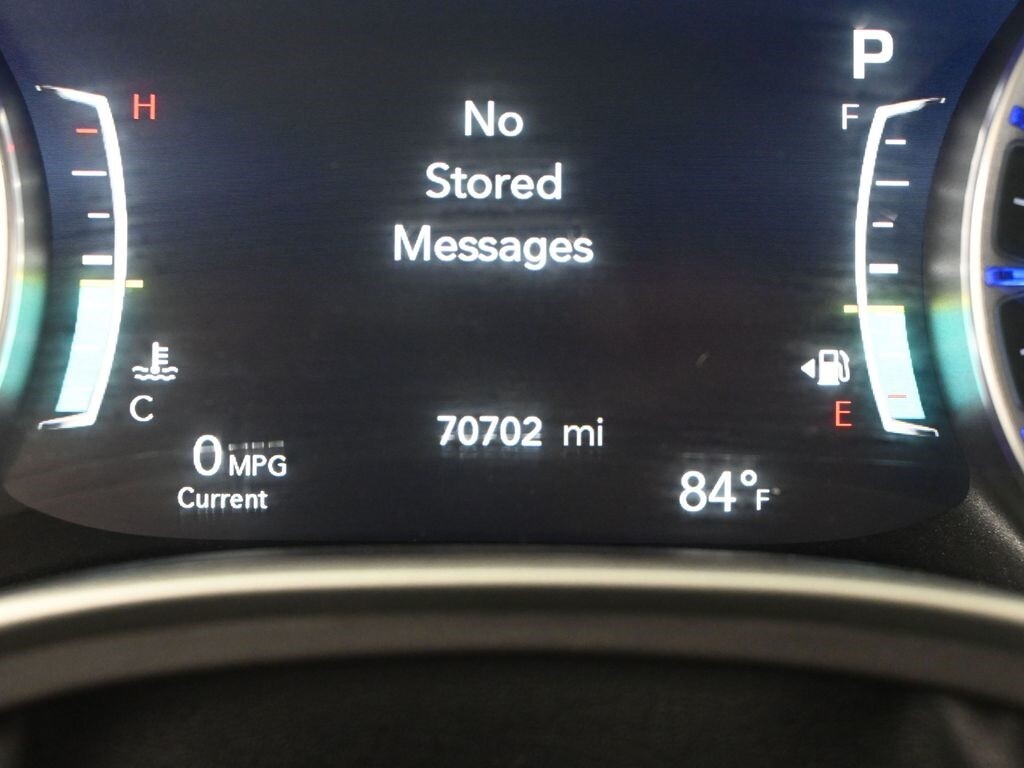 P
H
F
No
Stored
Messages
C
E
70702 mi
0 MPG
Current
84°F